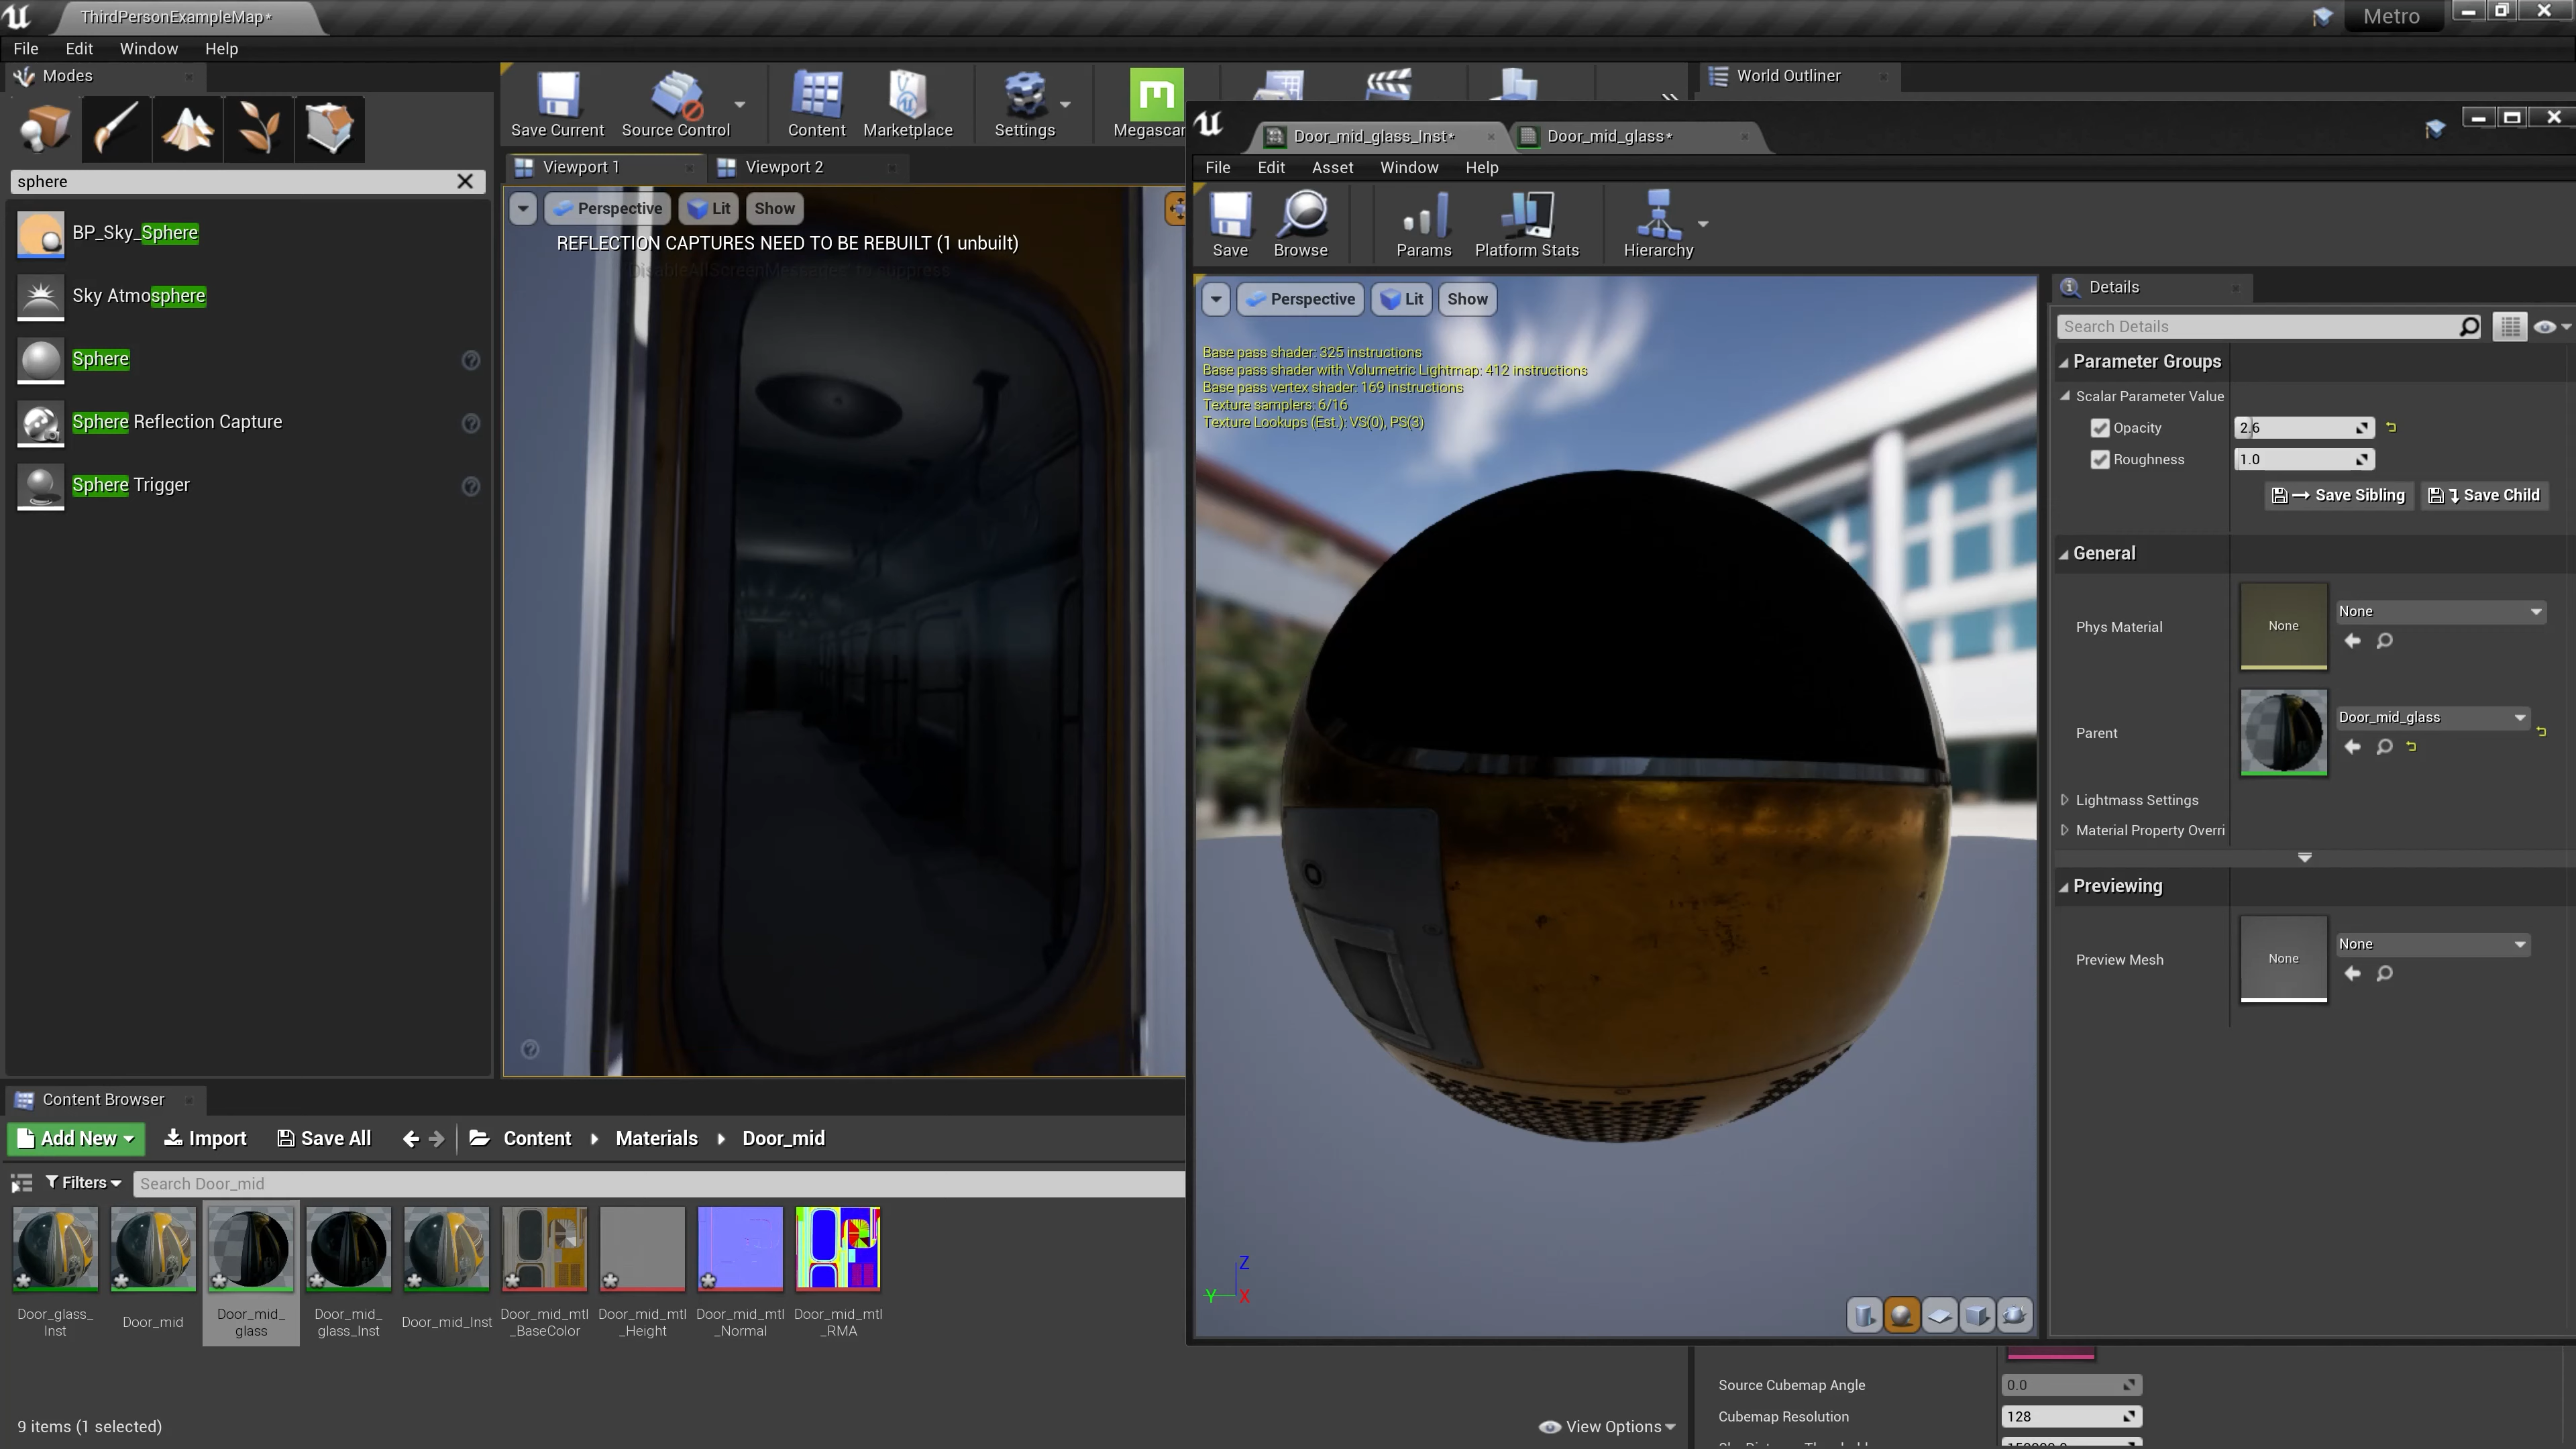 ThirdPersonExampleMap*
Metro
File Edit Window Help
Modes
World Outliner
Save Current
Source Control
Content
Marketplace
Settings
Megascan
sphere
BP_Sky_Sphere
Sky Atmosphere
Sphere
Sphere Reflection Capture
Sphere Trigger
Viewport 1
Viewport 2
Perspective Lit Show
REFLECTION CAPTURES NEED TO BE REBUILT (1 unbuilt)
'DisableAllScreenMessages' to suppress
Door_mid_glass_Inst*
Door_mid_glass*
File Edit Asset Window Help
Save Browse Params Platform Stats Hierarchy
Perspective Lit Show
Base pass shader: 325 instructions
Base pass shader with Volumetric Lightmap: 412 instructions
Base pass vertex shader: 169 instructions
Texture samplers: 6/16
Texture Lookups (Est.): VS(0), PS(3)
Z
Y X
Details
Search Details
Parameter Groups
Scalar Parameter Value
Opacity 2.6
Roughness 1.0
Save Sibling Save Child
General
Phys Material None None
Parent Door_mid_glass
Lightmass Settings
Material Property Overri
Previewing
Preview Mesh None None
Content Browser
Add New Import Save All Content Materials Door_mid
Filters Search Door_mid
Door_glass_
Inst
Door_mid
Door_mid_
glass
Door_mid_
glass_Inst
Door_mid_Inst
Door_mid_mtl
_BaseColor
Door_mid_mtl
_Height
Door_mid_mtl
_Normal
Door_mid_mtl
_RMA
9 items (1 selected)
View Options
Source Cubemap Angle 0.0
Cubemap Resolution 128